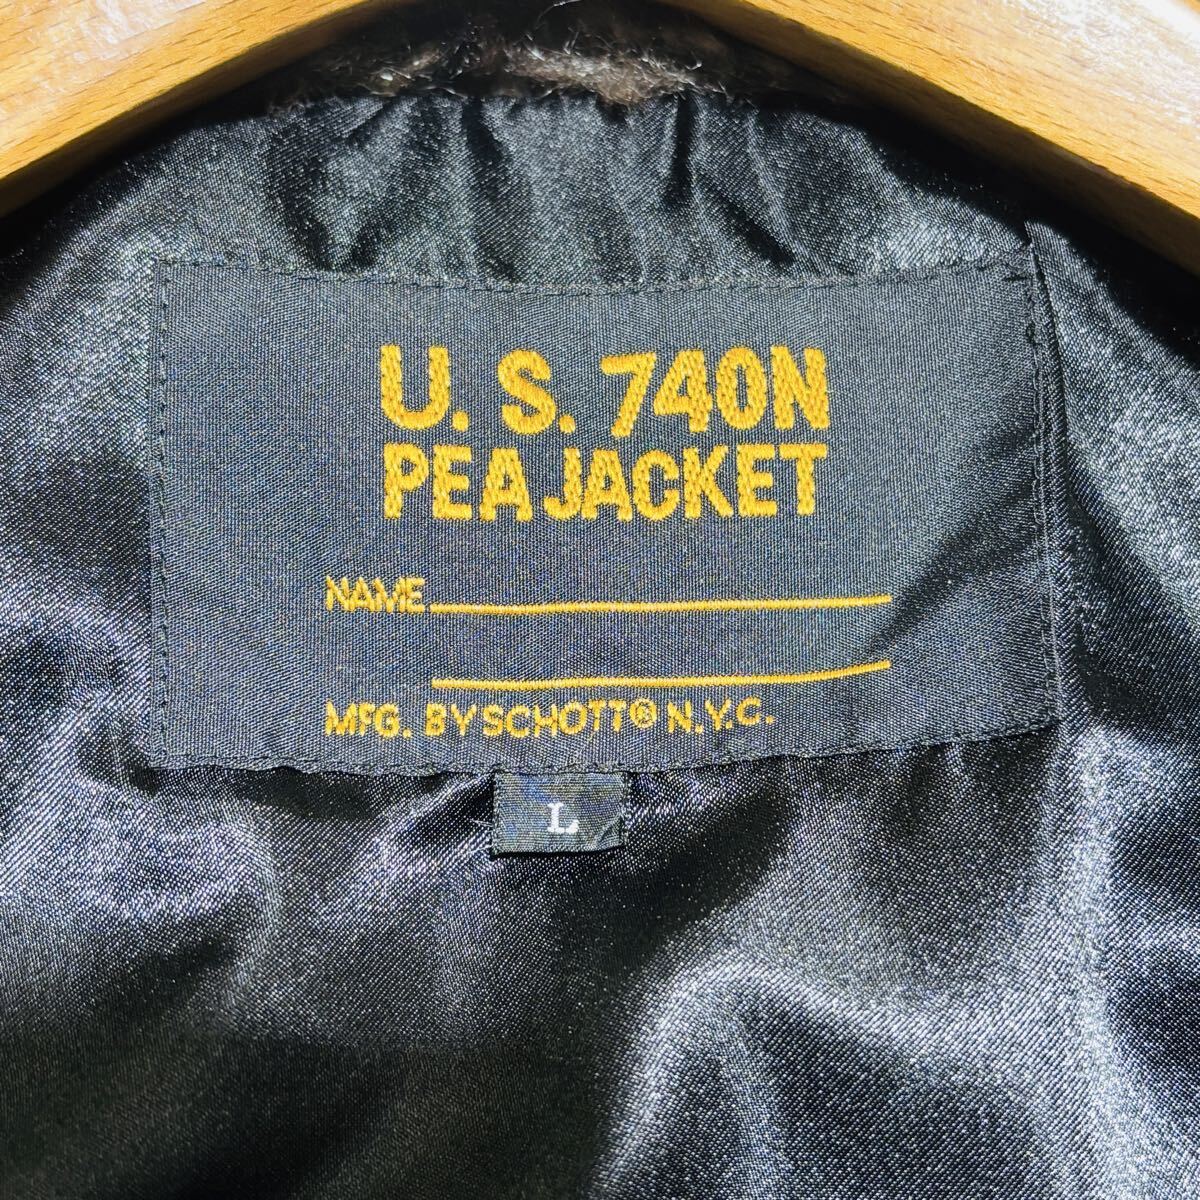 U. S. 740N
PEA JACKET
NAME
MFG. BY SCHOTT® N.Y.C.
L